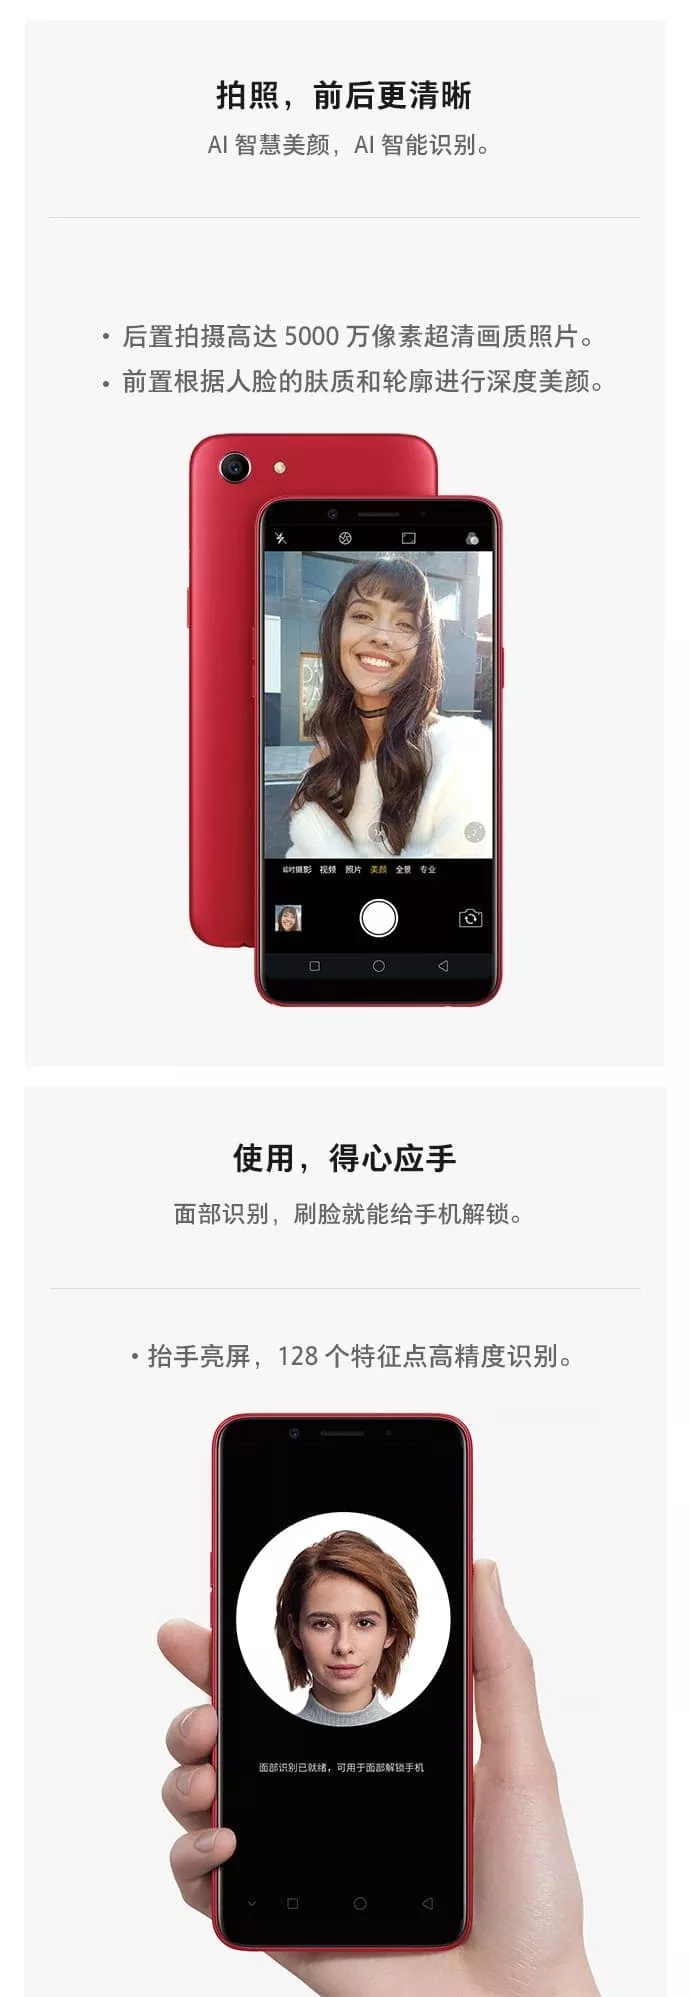 拍照，前后更清晰
AI 智慧美颜，AI 智能识别。
• 后置拍摄高达 5000 万像素超清画质照片。
• 前置根据人脸的肤质和轮廓进行深度美颜。
1x
2
延时摄影 视频 照片 美颜 全景 专业
使用，得心应手
面部识别，刷脸就能给手机解锁。
• 抬手亮屏，128 个特征点高精度识别。
面部识别已就绪，可用于面部解锁手机